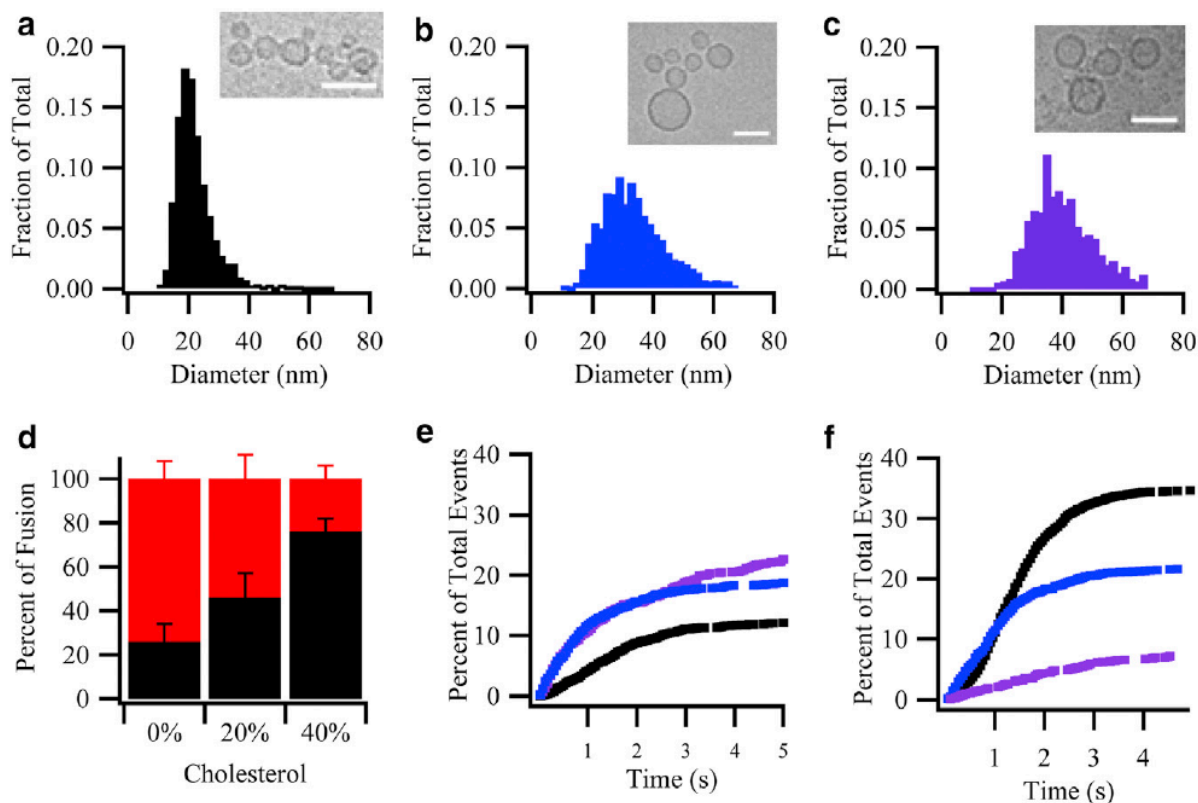 a
0.20
0.15
0.10
0.05
0.00
Fraction of Total
0 20 40 60 80
Diameter (nm)
b
0.20
0.15
0.10
0.05
0.00
Fraction of Total
0 20 40 60 80
Diameter (nm)
c
0.20
0.15
0.10
0.05
0.00
Fraction of Total
0 20 40 60 80
Diameter (nm)
d
100
80
60
40
20
0
Percent of Fusion
0% 20% 40%
Cholesterol
e
40
30
20
10
0
Percent of Total Events
1 2 3 4 5
Time (s)
f
40
30
20
10
0
Percent of Total Events
1 2 3 4
Time (s)